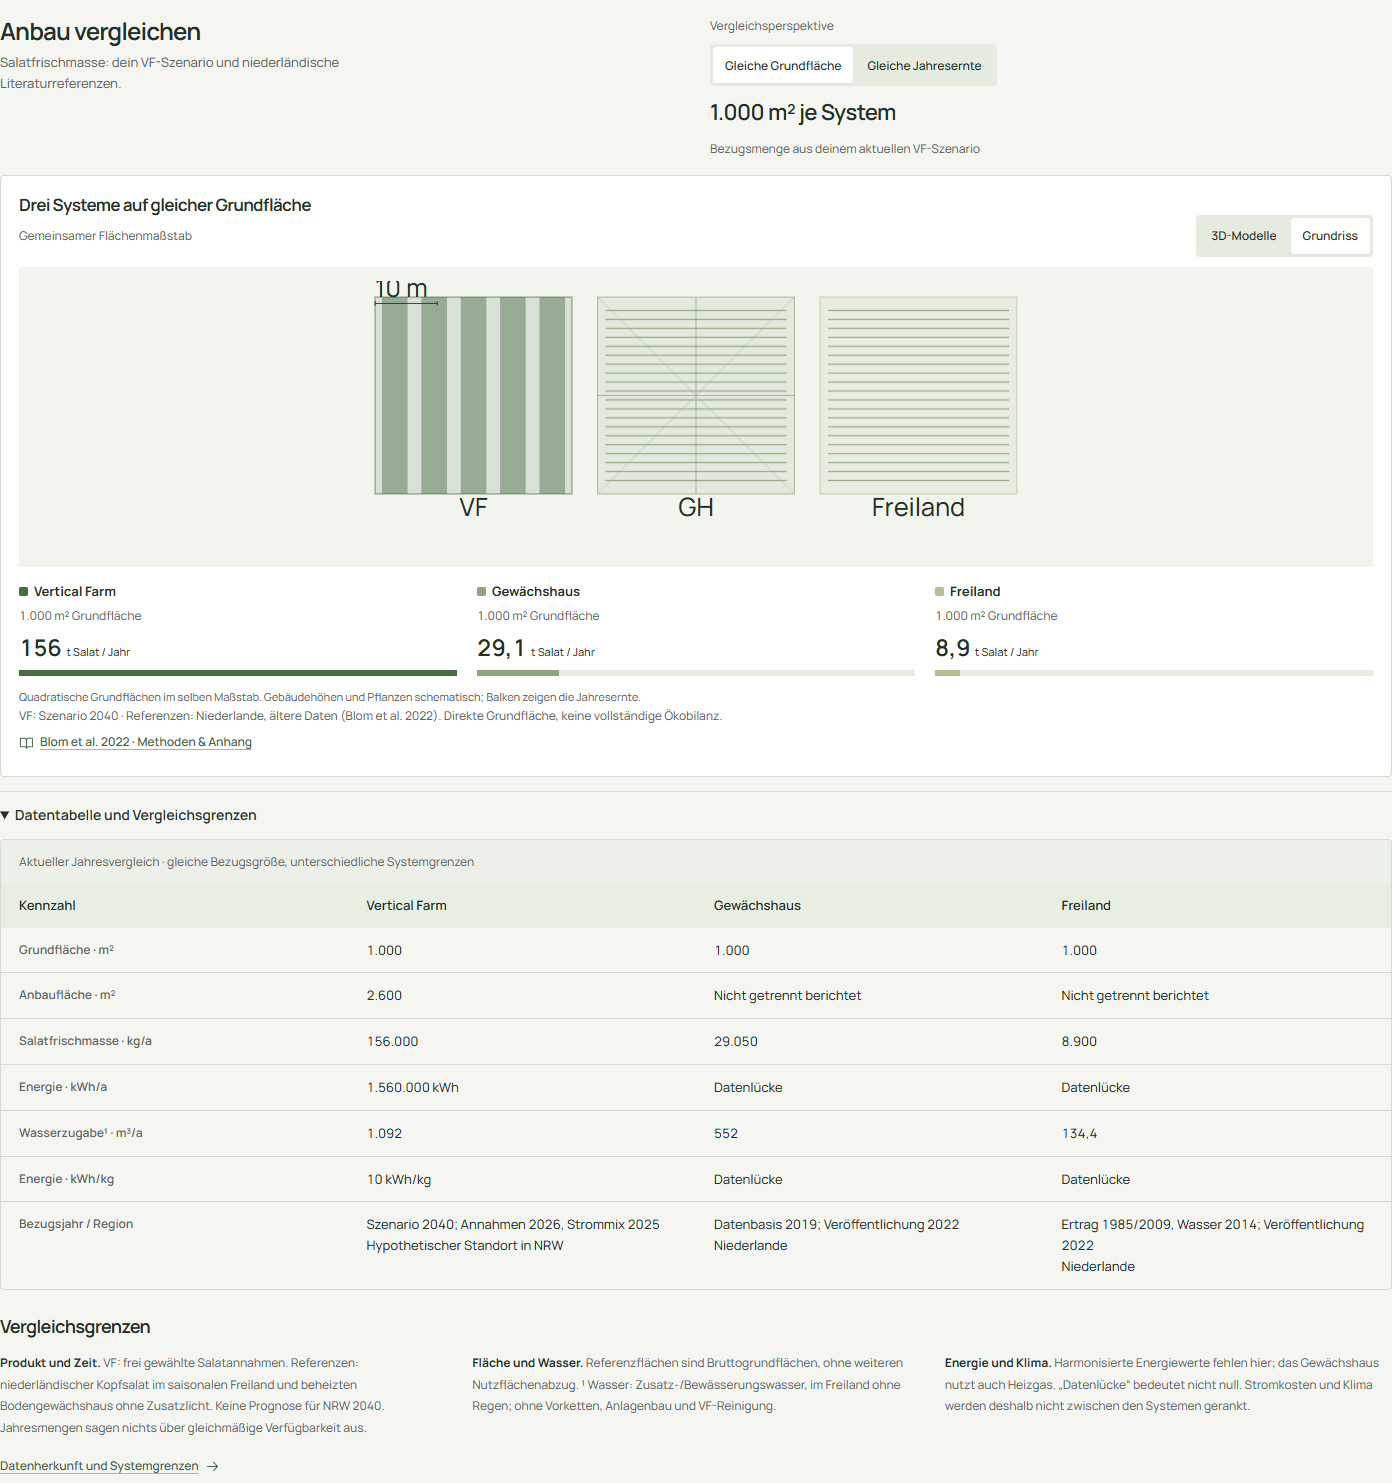 Anbau vergleichen
Salatfrischmasse: dein VF-Szenario und niederländische
Literaturreferenzen.
Vergleichsperspektive
Gleiche Grundfläche
Gleiche Jahresernte
1.000 m² je System
Bezugsmenge aus deinem aktuellen VF-Szenario
Drei Systeme auf gleicher Grundfläche
Gemeinsamer Flächenmaßstab
3D-Modelle
Grundriss
10 m
VF
GH
Freiland
Vertical Farm
1.000 m² Grundfläche
156 t Salat / Jahr
Gewächshaus
1.000 m² Grundfläche
29,1 t Salat / Jahr
Freiland
1.000 m² Grundfläche
8,9 t Salat / Jahr
Quadratische Grundflächen im selben Maßstab. Gebäudehöhen und Pflanzen schematisch; Balken zeigen die Jahresernte.
VF: Szenario 2040 · Referenzen: Niederlande, ältere Daten (Blom et al. 2022). Direkte Grundfläche, keine vollständige Ökobilanz.
Blom et al. 2022 · Methoden & Anhang
▼ Datentabelle und Vergleichsgrenzen
Aktueller Jahresvergleich · gleiche Bezugsgröße, unterschiedliche Systemgrenzen
Kennzahl Vertical Farm Gewächshaus Freiland
Grundfläche · m² 1.000 1.000 1.000
Anbaufläche · m² 2.600 Nicht getrennt berichtet Nicht getrennt berichtet
Salatfrischmasse · kg/a 156.000 29.050 8.900
Energie · kWh/a 1.560.000 kWh Datenlücke Datenlücke
Wasserzugabe¹ · m³/a 1.092 552 134,4
Energie · kWh/kg 10 kWh/kg Datenlücke Datenlücke
Bezugsjahr / Region
Szenario 2040; Annahmen 2026, Strommix 2025
Hypothetischer Standort in NRW
Datenbasis 2019; Veröffentlichung 2022
Niederlande
Ertrag 1985/2009, Wasser 2014; Veröffentlichung
2022
Niederlande
Vergleichsgrenzen
Produkt und Zeit. VF: frei gewählte Salatannahmen. Referenzen:
niederländischer Kopfsalat im saisonalen Freiland und beheizten
Bodengewächshaus ohne Zusatzlicht. Keine Prognose für NRW 2040.
Jahresmengen sagen nichts über gleichmäßige Verfügbarkeit aus.
Fläche und Wasser. Referenzflächen sind Bruttogrundflächen, ohne weiteren
Nutzflächenabzug. ¹ Wasser: Zusatz-/Bewässerungswasser, im Freiland ohne
Regen; ohne Vorketten, Anlagenbau und VF-Reinigung.
Energie und Klima. Harmonisierte Energiewerte fehlen hier; das Gewächshaus
nutzt auch Heizgas. „Datenlücke“ bedeutet nicht null. Stromkosten und Klima
werden deshalb nicht zwischen den Systemen gerankt.
Datenherkunft und Systemgrenzen →